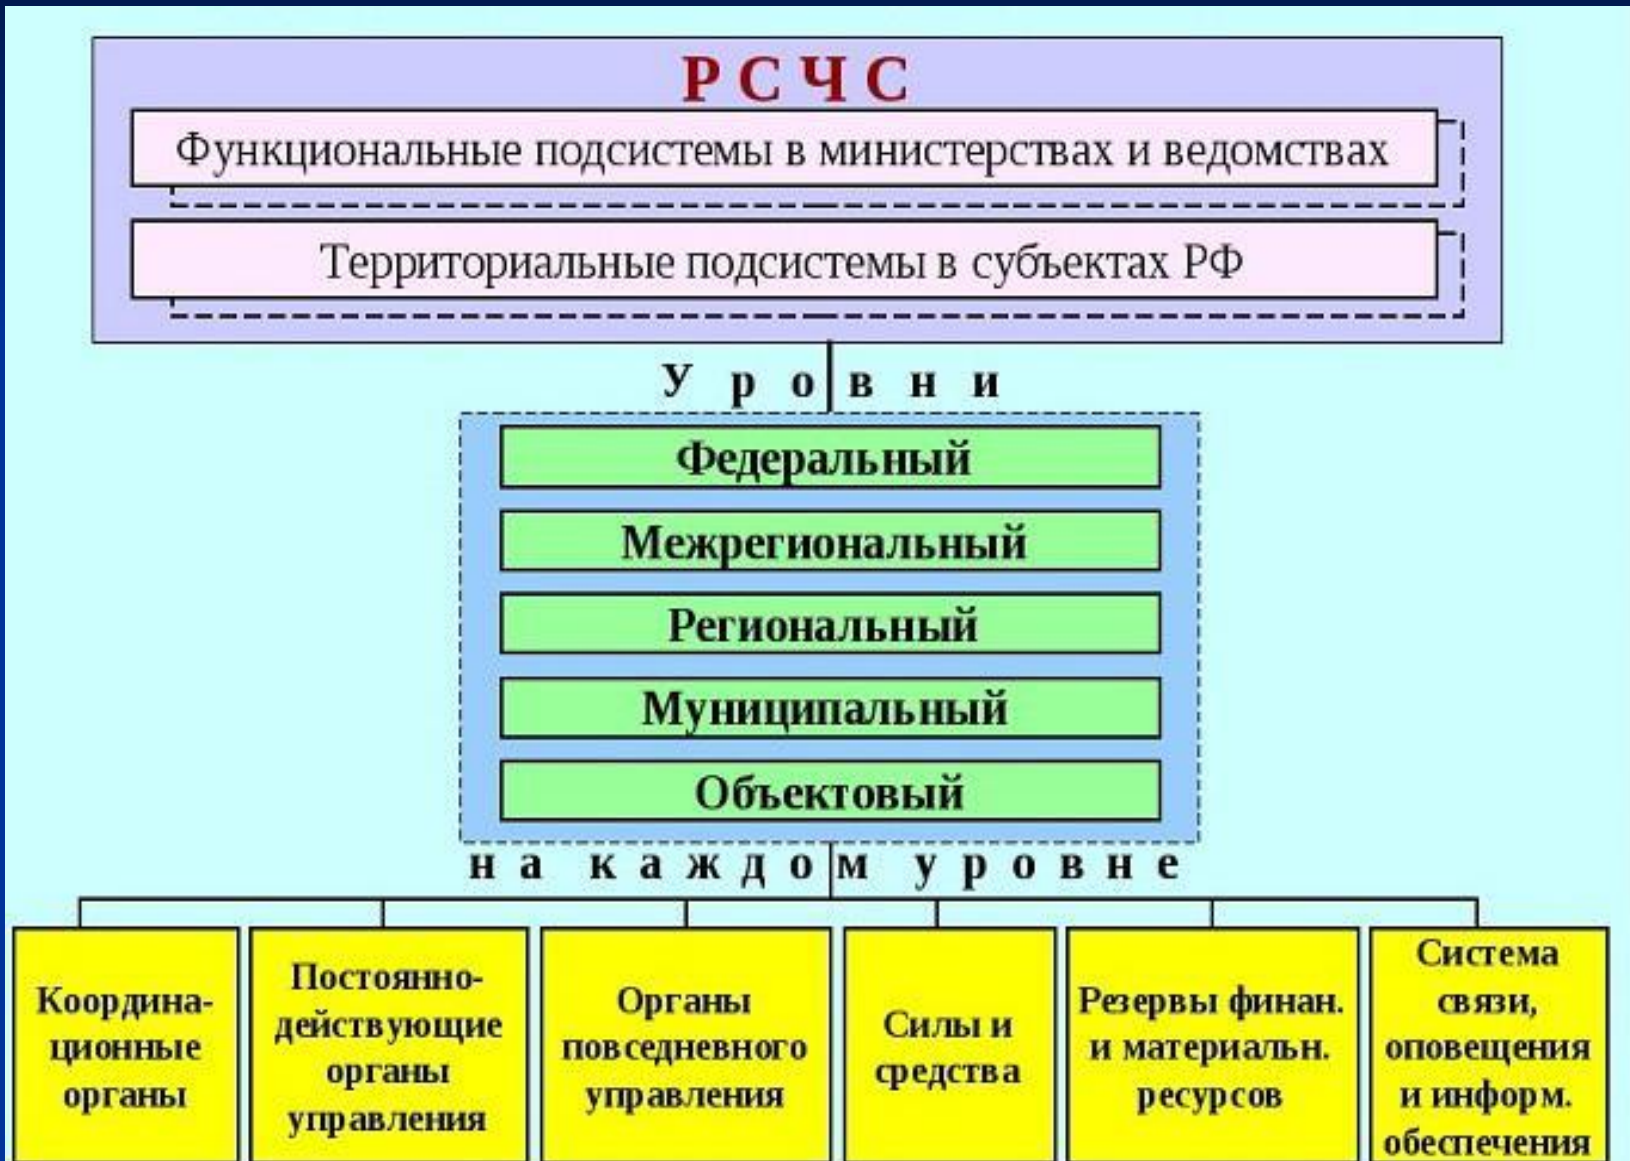 РСЧС
Функциональные подсистемы в министерствах и ведомствах
Территориальные подсистемы в субъектах РФ
Уровни
Федеральный
Межрегиональный
Региональный
Муниципальный
Объектовый
на каждом уровне
Координа-
ционные
органы
Постоянно-
действующие
органы
управления
Органы
повседневного
управления
Силы и
средства
Резервы финан.
и материальн.
ресурсов
Система
связи,
оповещения
и информ.
обеспечения